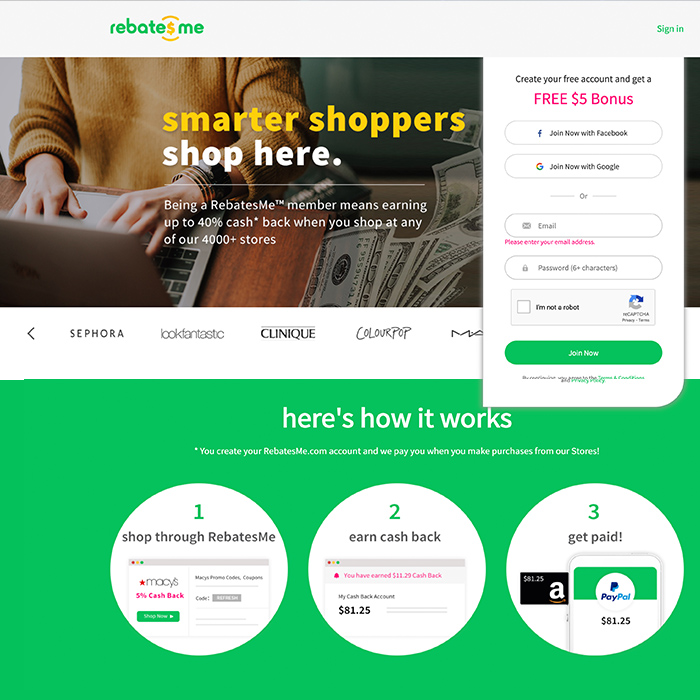 rebate$me
Sign in
Create your free account and get a
FREE $5 Bonus
Join Now with Facebook
Join Now with Google
Or
Email
Please enter your email address.
Password (6+ characters)
I'm not a robot
reCAPTCHA
Privacy - Terms
Join Now
By continuing, you agree to the Terms & Conditions
and Privacy Policy.
smarter shoppers
shop here.
Being a RebatesMe™ member means earning
up to 40% cash* back when you shop at any
of our 4000+ stores
SEPHORA
lookfantastic
CLINIQUE
COLOURPOP
here's how it works
* You create your RebatesMe.com account and we pay you when you make purchases from our Stores!
1
shop through RebatesMe
macy's
5% Cash Back
Shop Now
Macys Promo Codes, Coupons
Code: REFRESH
2
earn cash back
You have earned $11.29 Cash Back
My Cash Back Account
$81.25
3
get paid!
$81.25
a
PayPal
$81.25